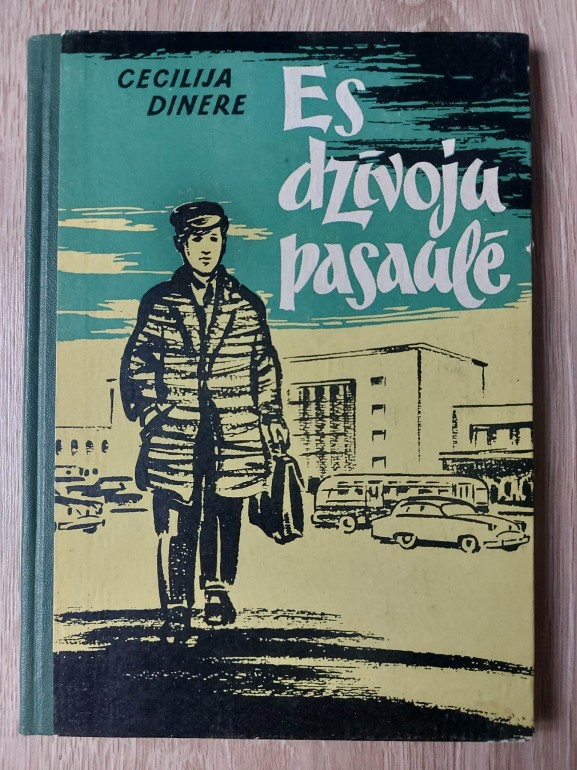 CECILIJA
DINERE
Es
dzīvoju
pasaulē